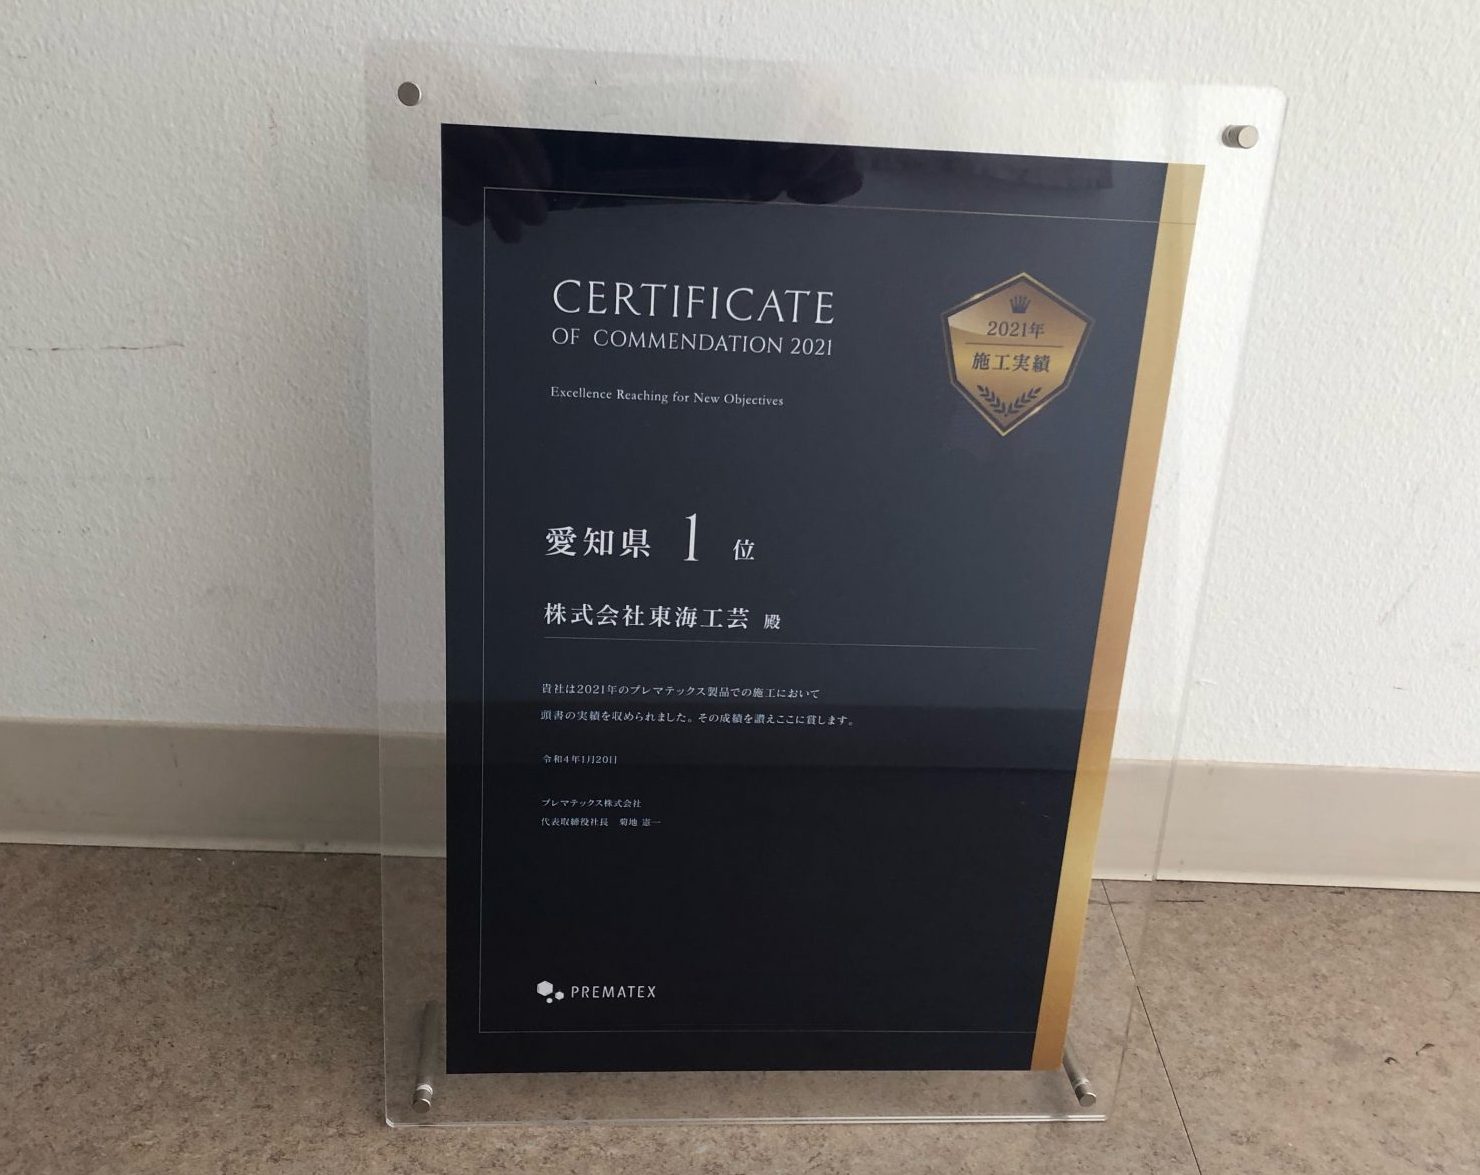 CERTIFICATE
OF COMMENDATION 2021
Excellence Reaching for New Objectives
2021年
施工実績
愛知県 1 位
株式会社東海工芸 殿
貴社は2021年のプレマテックス製品での施工において
頭書の実績を収められました。その成績を讃えここに賞します。
令和4年1月20日
プレマテックス株式会社
代表取締役社長 菊地 憲一
PREMATEX